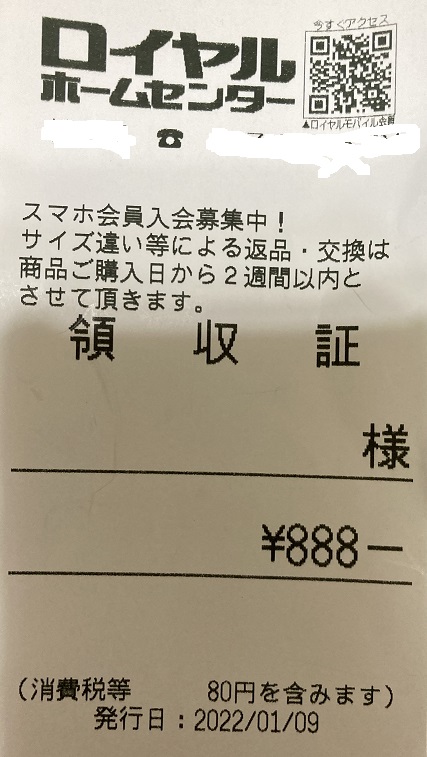 ロイヤル
ホームセンター
今すぐアクセス
▲ロイヤルモバイル会員
☎
スマホ会員入会募集中！
サイズ違い等による返品・交換は
商品ご購入日から２週間以内と
させて頂きます。
領 収 証
様
¥888－
(消費税等 80円を含みます)
発行日：2022/01/09